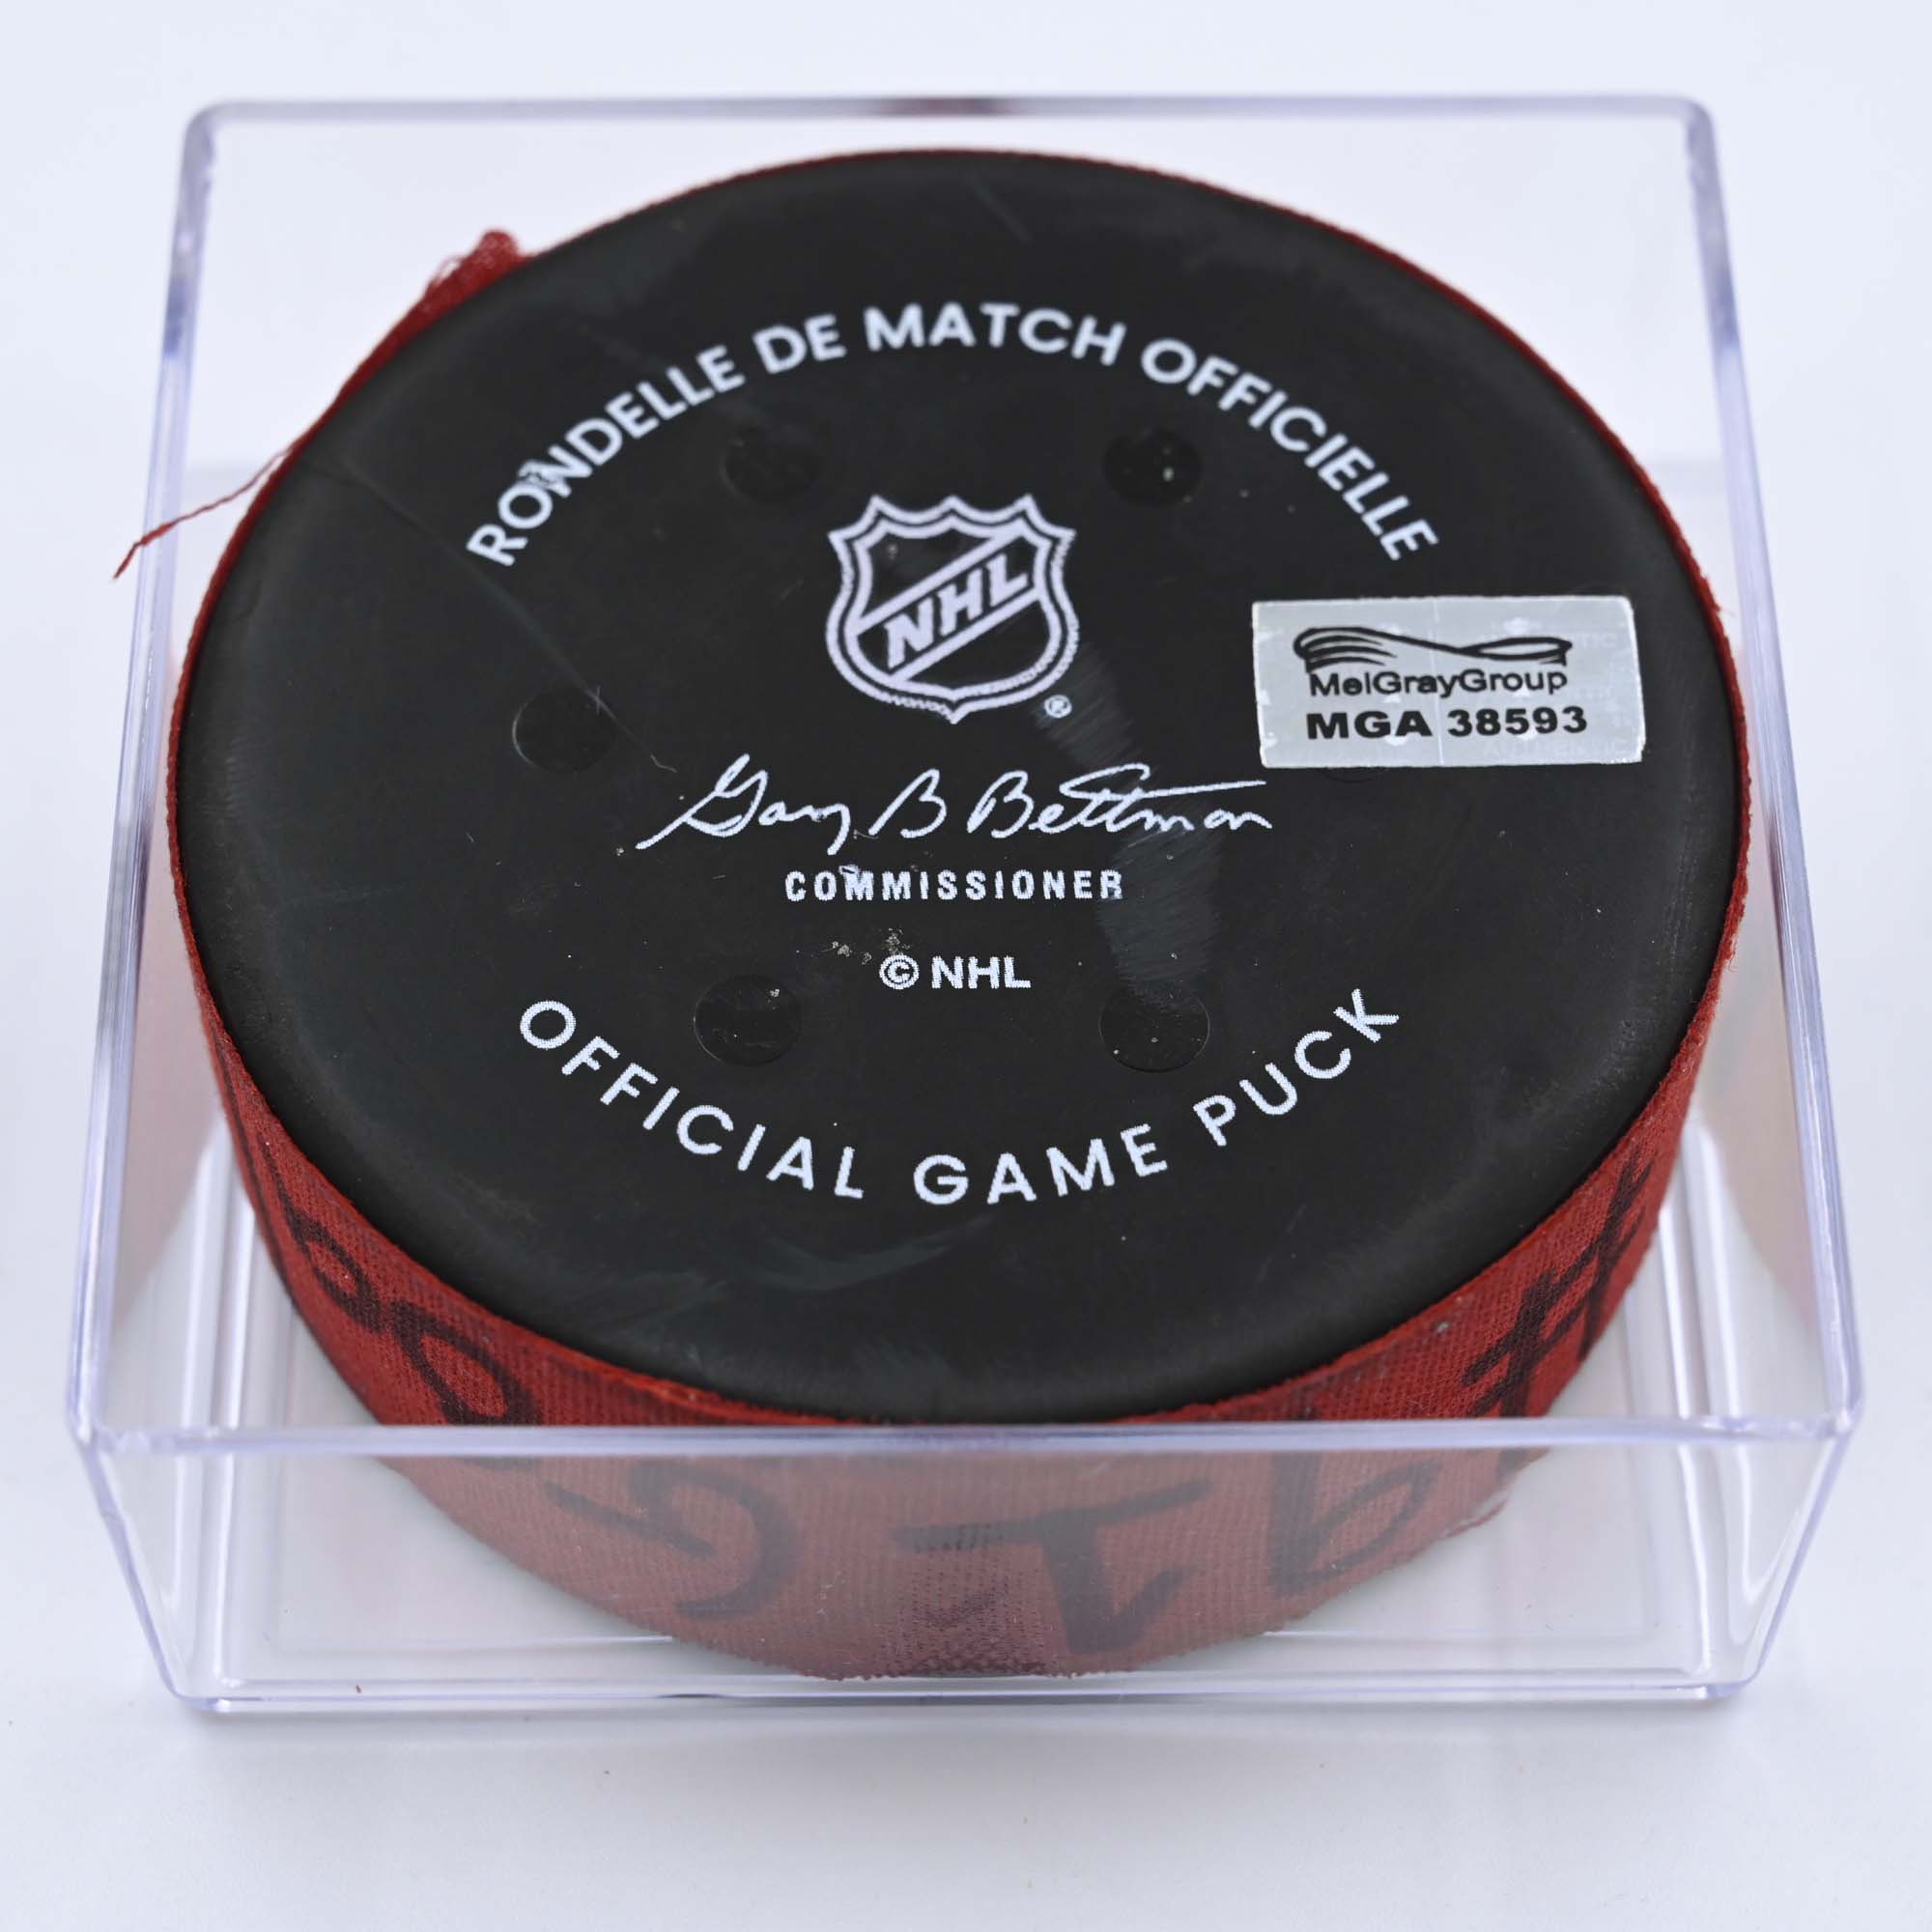 RONDELLE DE MATCH OFFICIELLE
NHL
®
MelGrayGroup
MGA 38593
Gary B Bettman
COMMISSIONER
© NHL
OFFICIAL GAME PUCK